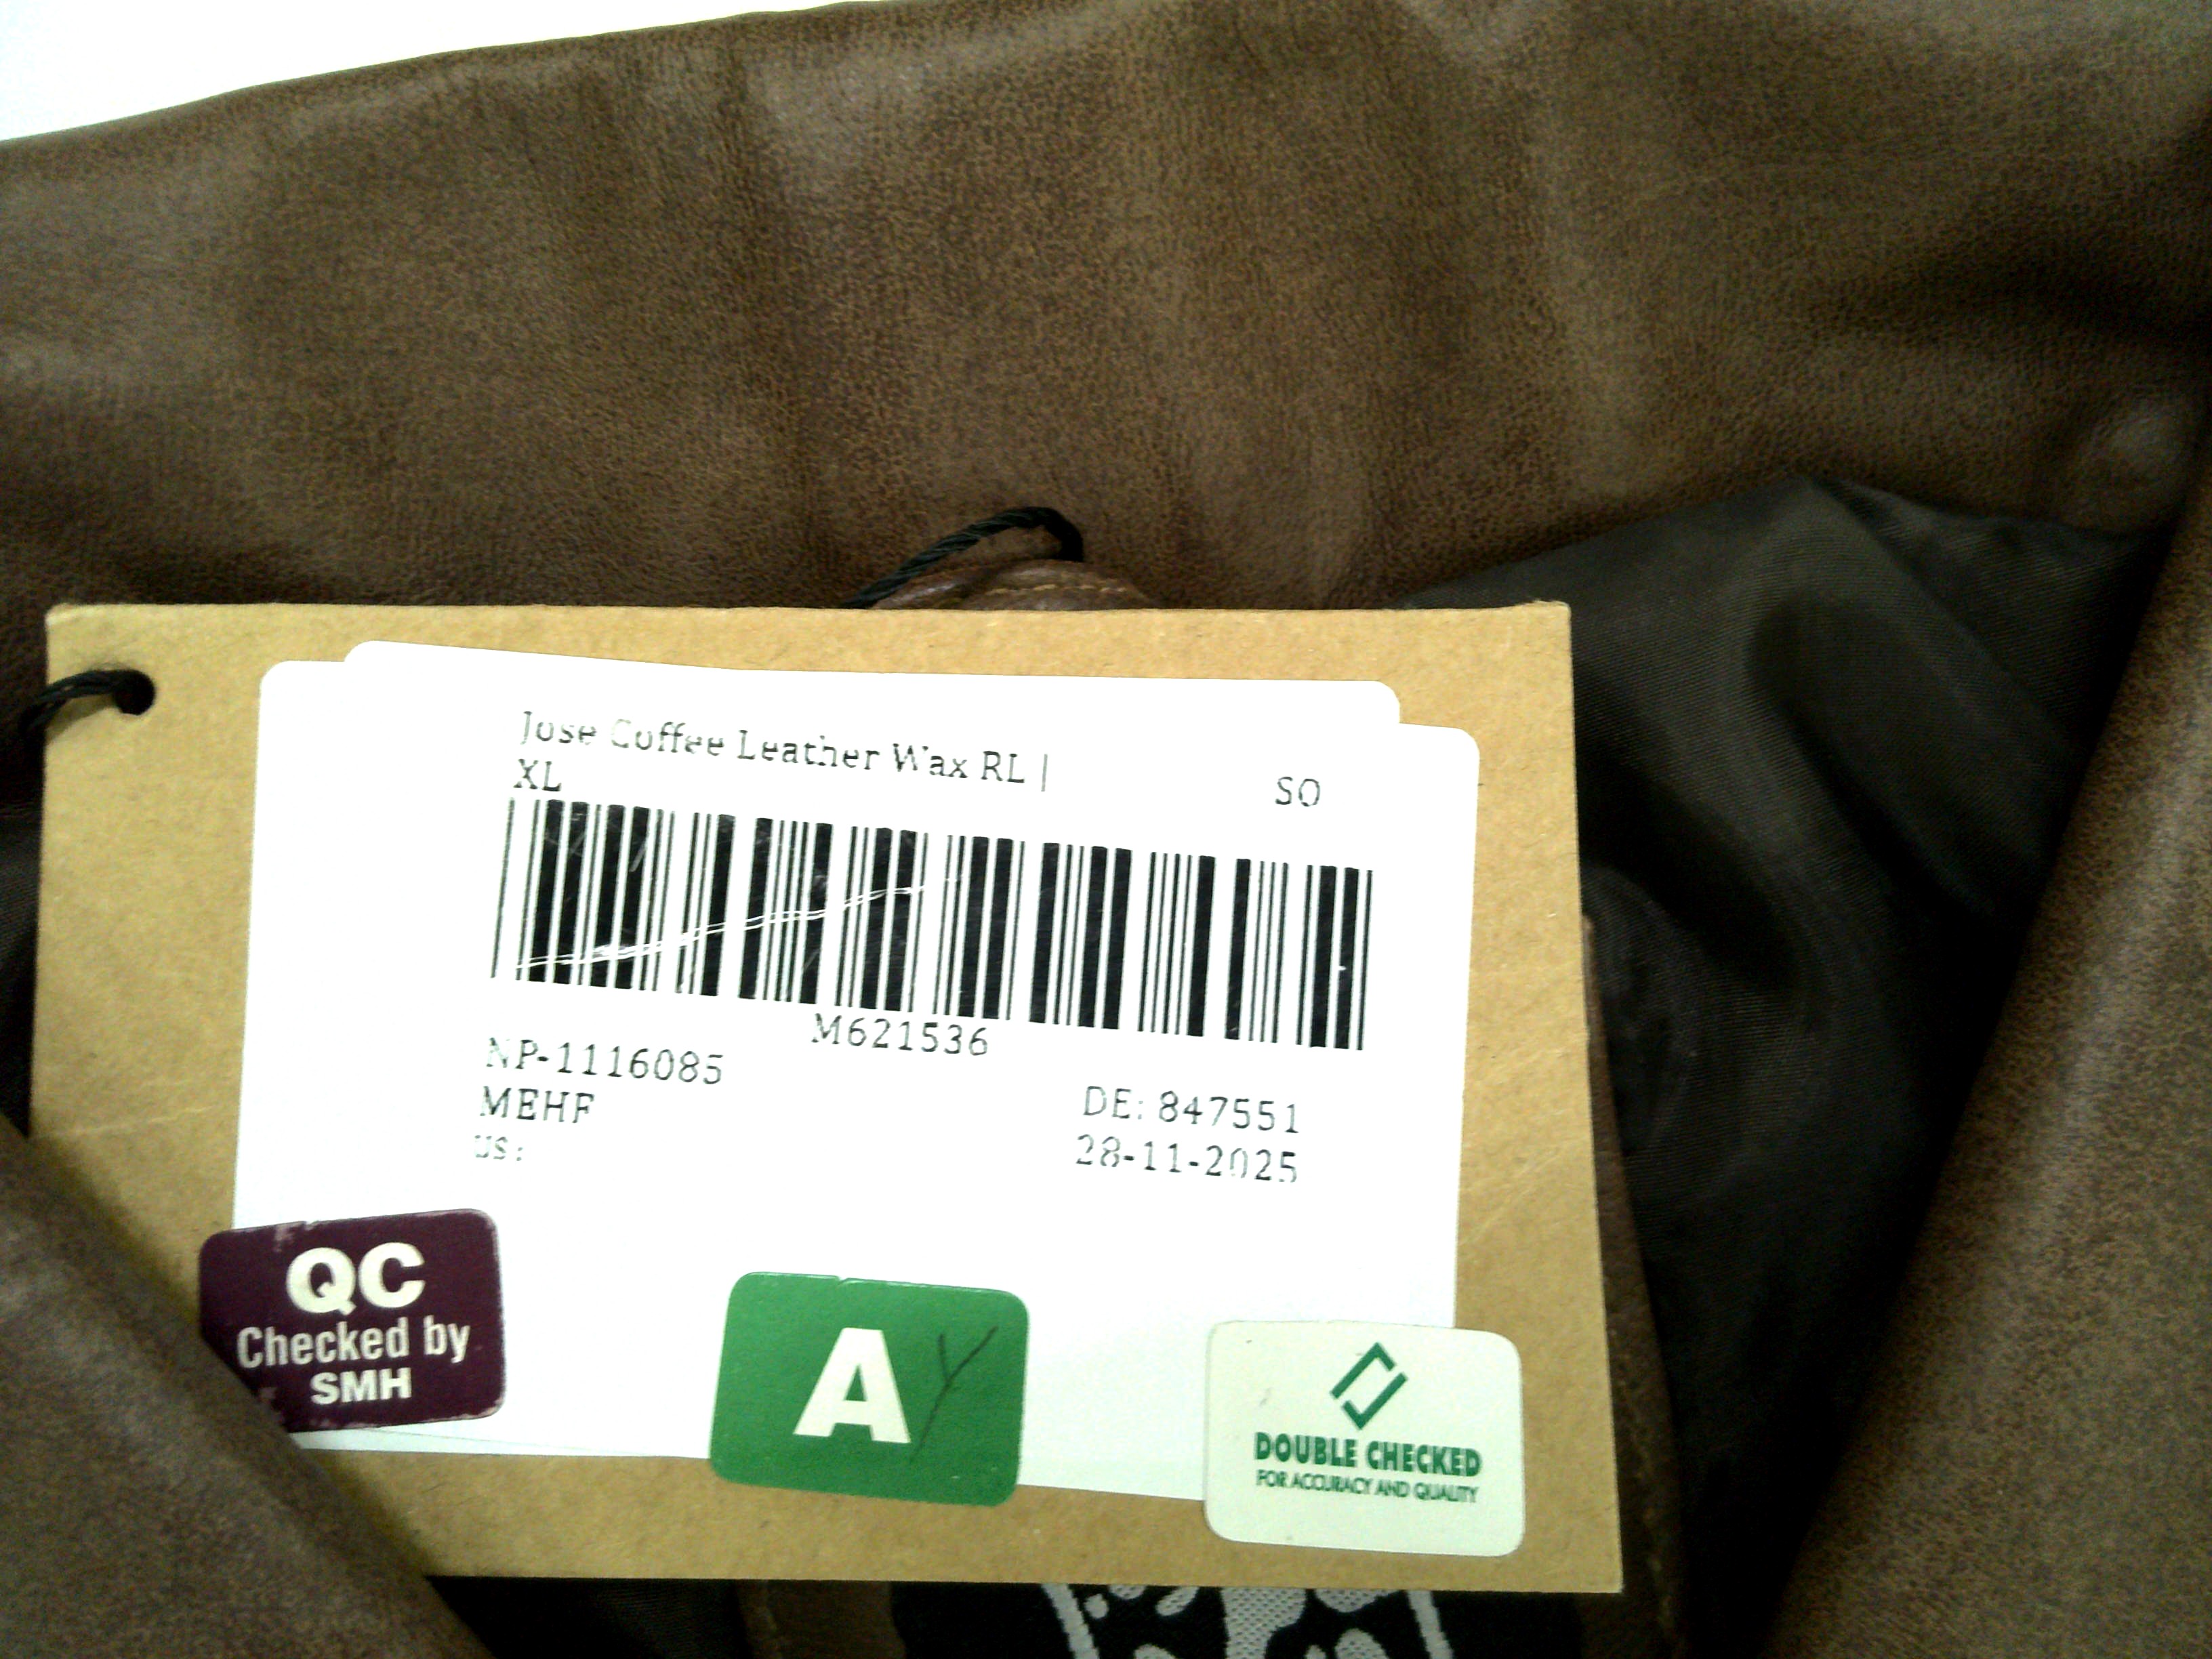 Jose Coffee Leather Wax RL |
XL
SO
M621536
NP-1116085
MEHF
DE: 847551
US:
28-11-2025
QC
Checked by
SMH
A Y
DOUBLE CHECKED
FOR ACCURACY AND QUALITY